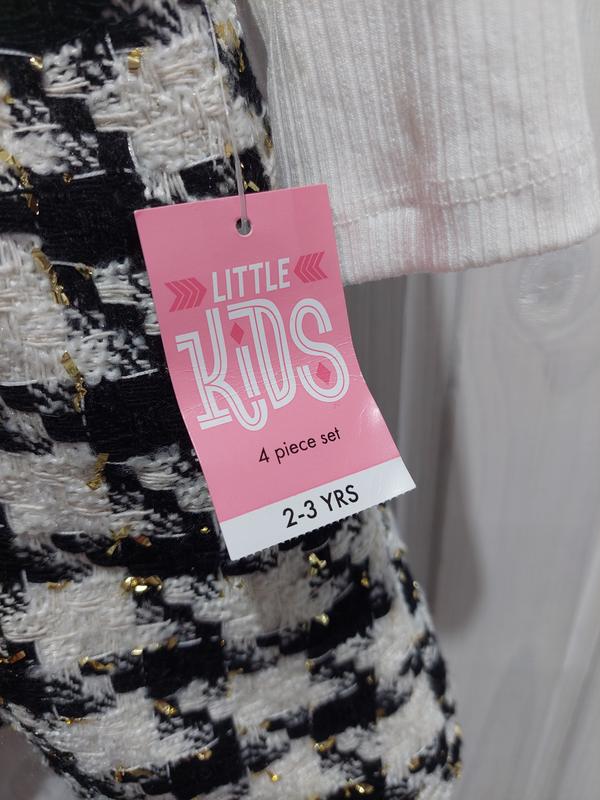 LITTLE
KiDS
4 piece set
2-3 YRS